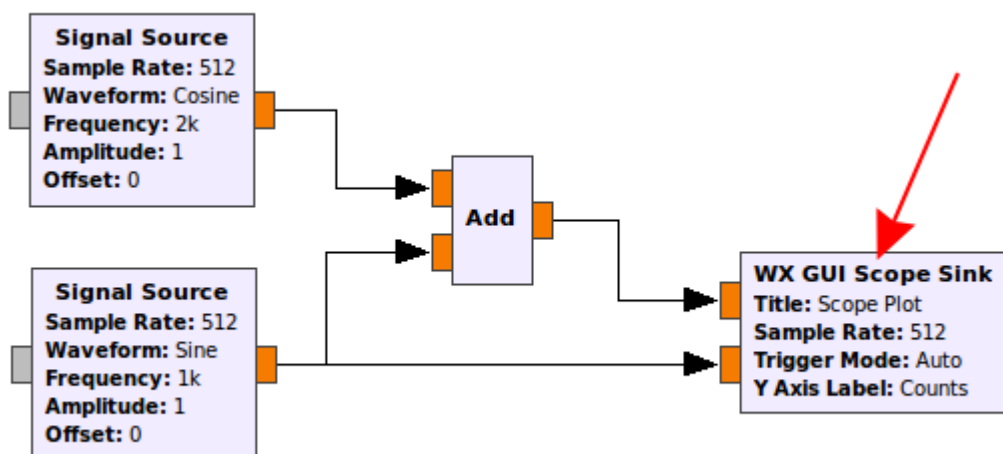 Signal Source
Sample Rate: 512
Waveform: Cosine
Frequency: 2k
Amplitude: 1
Offset: 0
Add
Signal Source
Sample Rate: 512
Waveform: Sine
Frequency: 1k
Amplitude: 1
Offset: 0
WX GUI Scope Sink
Title: Scope Plot
Sample Rate: 512
Trigger Mode: Auto
Y Axis Label: Counts